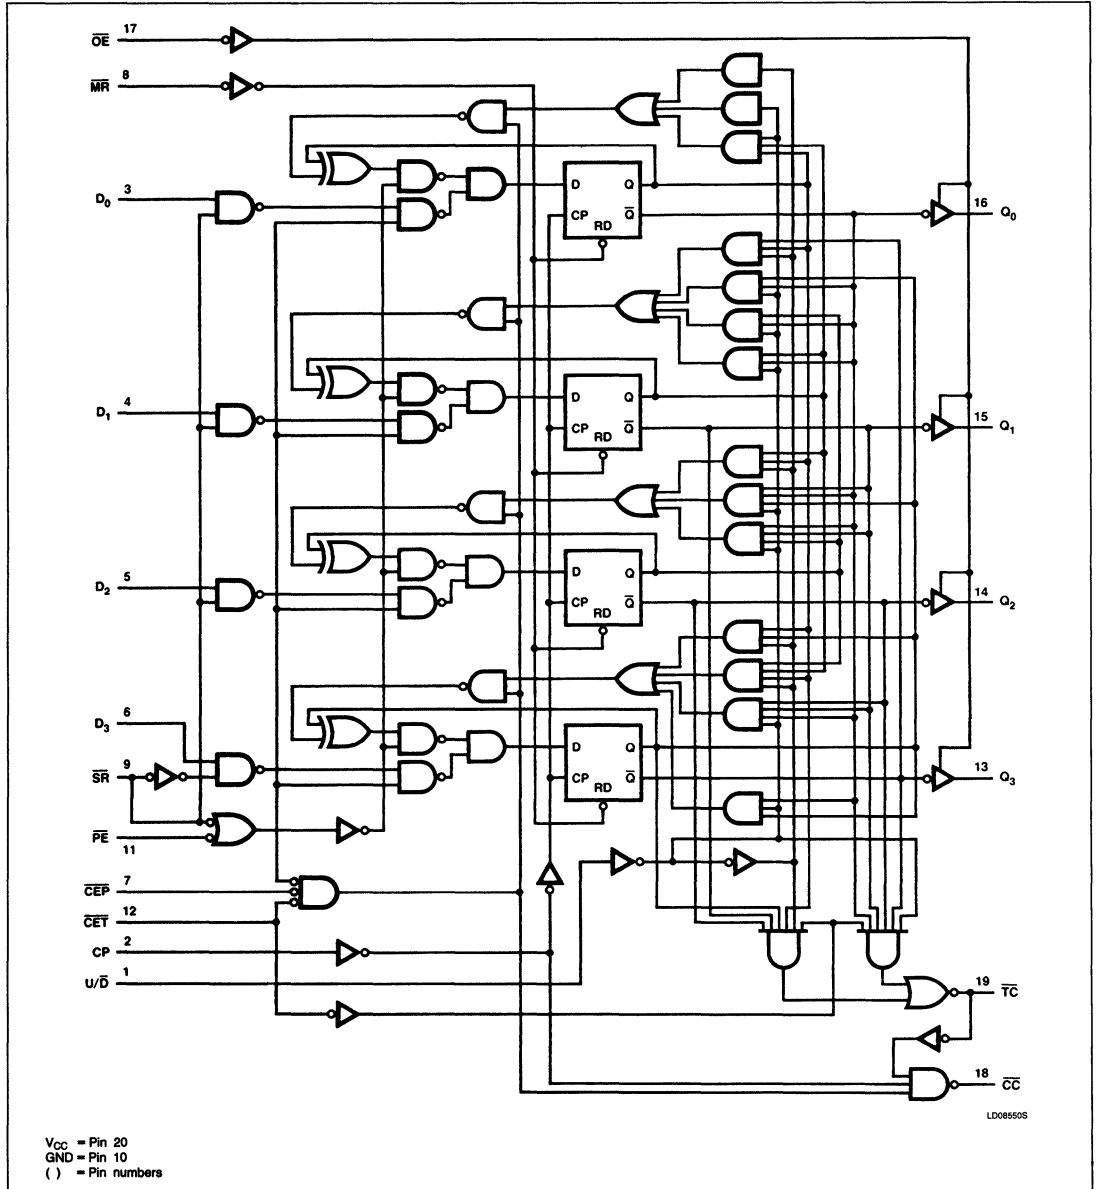 OE 17
MR 8
D0 3
16 Q0
D Q
CP Q
RD
D1 4
15 Q1
D Q
CP Q
RD
D2 5
14 Q2
D Q
CP Q
RD
D3 6
SR 9
PE 11
13 Q3
D Q
CP Q
RD
CEP 7
CET 12
CP 2
U/D 1
19 TC
18 CC
LD08550S
VCC = Pin 20
GND = Pin 10
( ) = Pin numbers